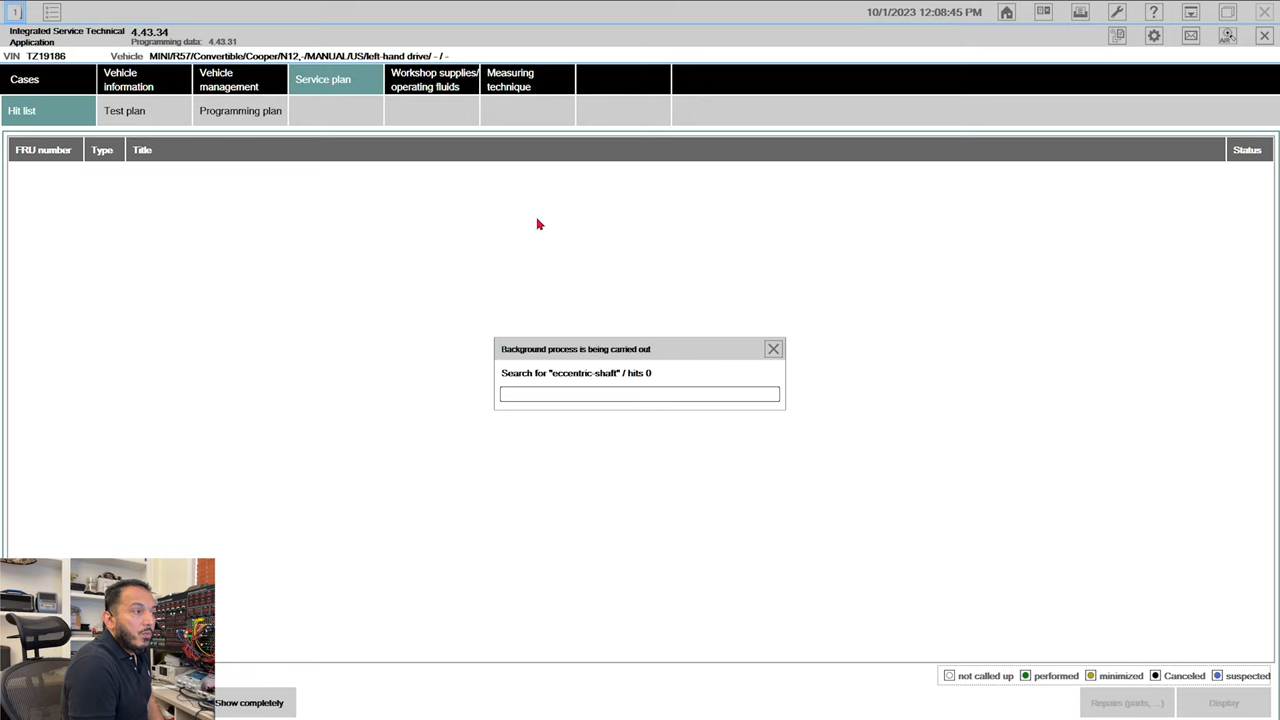 1
10/1/2023 12:08:45 PM
Integrated Service Technical Application 4.43.34
Programming data: 4.43.31
VIN TZ19186 Vehicle MINI/R57/Convertible/Cooper/N12,-/MANUAL/US/left-hand drive/ - / -
Cases
Vehicle information
Vehicle management
Service plan
Workshop supplies/ operating fluids
Measuring technique
Hit list
Test plan
Programming plan
FRU number Type Title Status
Background process is being carried out
Search for "eccentric-shaft" / hits 0
not called up performed minimized Canceled suspected
Show completely
Repairs (parts, ...)
Display